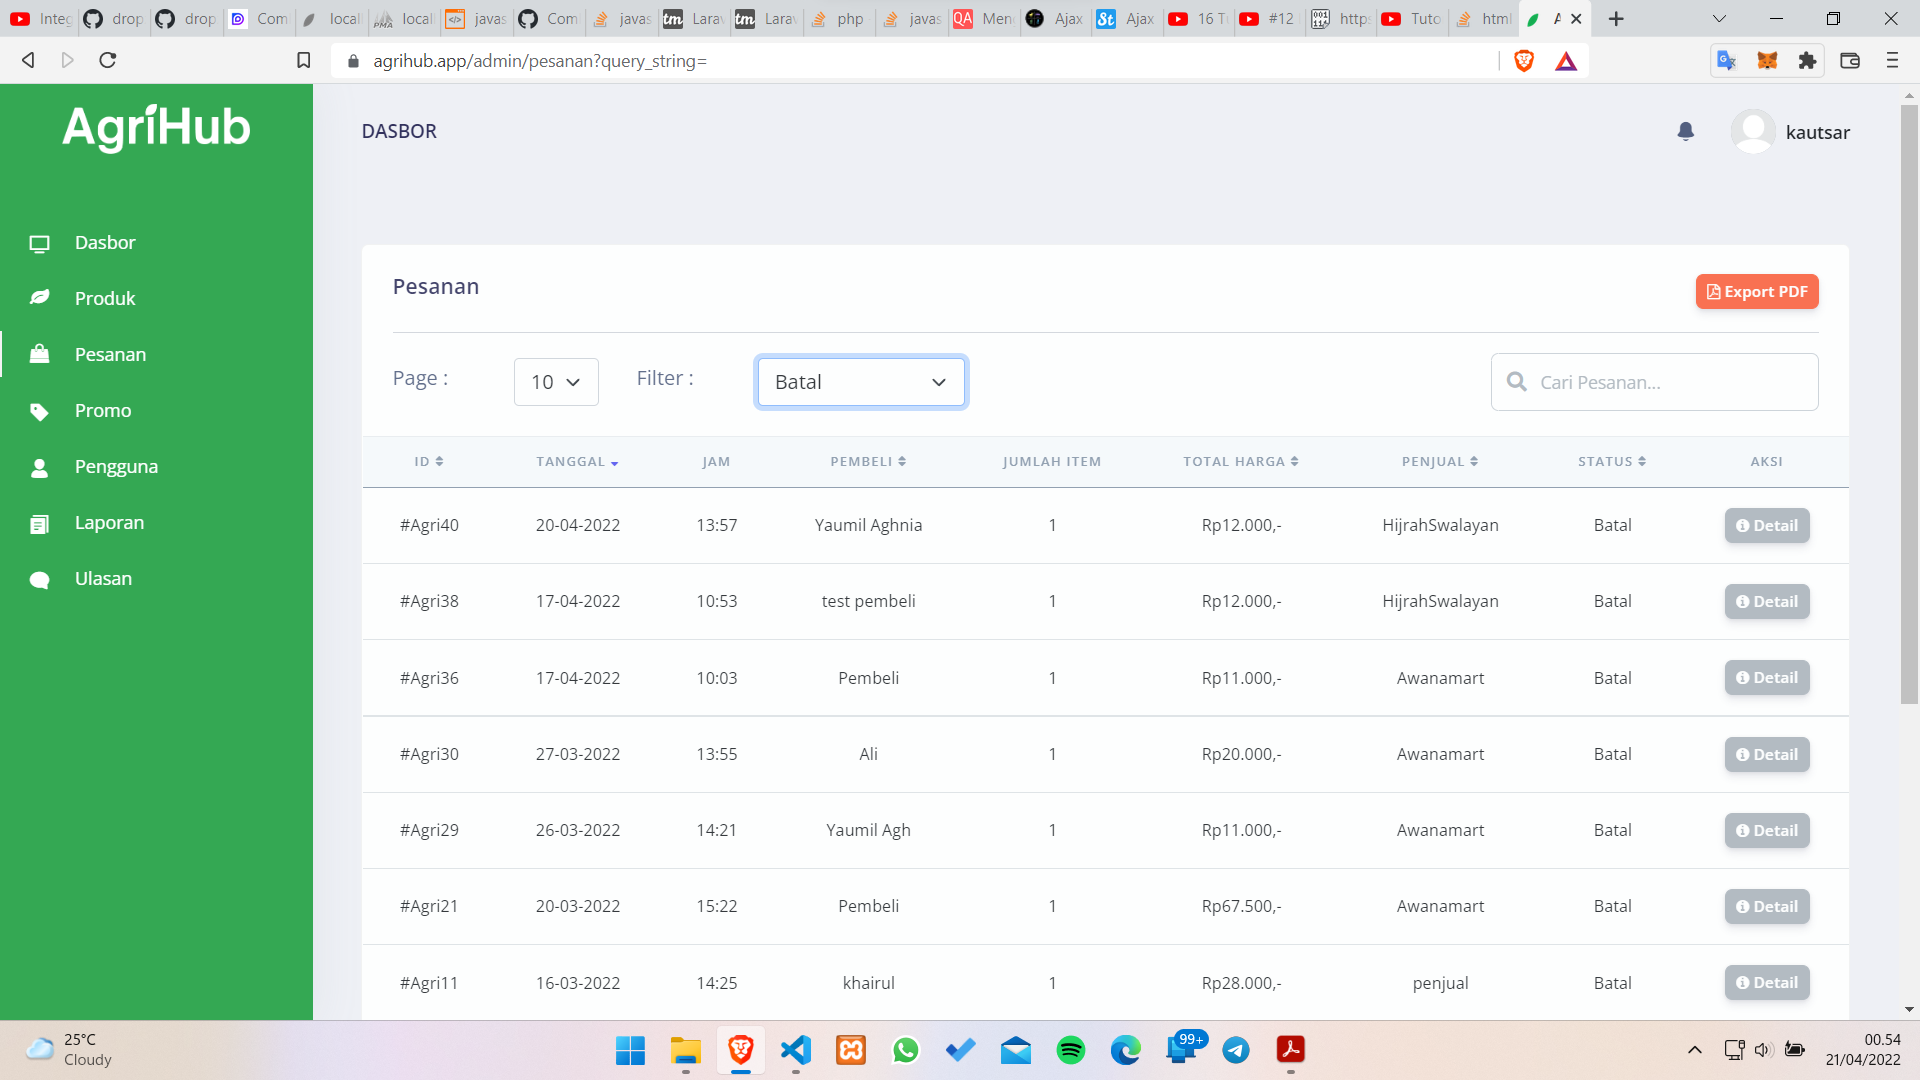 Integ
drop
drop
Com
local
local
javas
Com
javas
Lara
Lara
php
javas
Men
Ajax
Ajax
16 Tu
#12
https
Tuto
html
A
agrihub.app/admin/pesanan?query_string=
AgriHub
DASBOR
kautsar
Dasbor
Produk
Pesanan
Promo
Pengguna
Laporan
Ulasan
Pesanan
Export PDF
Page :
10
Filter :
Batal
Cari Pesanan...
ID TANGGAL JAM PEMBELI JUMLAH ITEM TOTAL HARGA PENJUAL STATUS AKSI
#Agri40 20-04-2022 13:57 Yaumil Aghnia 1 Rp12.000,- HijrahSwalayan Batal Detail
#Agri38 17-04-2022 10:53 test pembeli 1 Rp12.000,- HijrahSwalayan Batal Detail
#Agri36 17-04-2022 10:03 Pembeli 1 Rp11.000,- Awanamart Batal Detail
#Agri30 27-03-2022 13:55 Ali 1 Rp20.000,- Awanamart Batal Detail
#Agri29 26-03-2022 14:21 Yaumil Agh 1 Rp11.000,- Awanamart Batal Detail
#Agri21 20-03-2022 15:22 Pembeli 1 Rp67.500,- Awanamart Batal Detail
#Agri11 16-03-2022 14:25 khairul 1 Rp28.000,- penjual Batal Detail
25°C
Cloudy
99+
00.54
21/04/2022